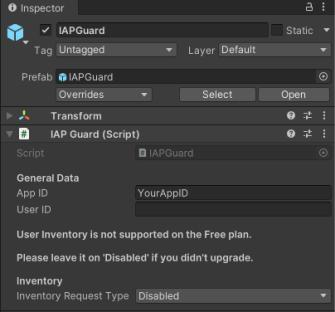 Inspector
IAPGuard
Static
Tag Untagged Layer Default
Prefab IAPGuard
Overrides Select Open
Transform
# IAP Guard (Script)
Script # IAPGuard
General Data
App ID YourAppID
User ID
User Inventory is not supported on the Free plan.
Please leave it on 'Disabled' if you didn't upgrade.
Inventory
Inventory Request Type Disabled